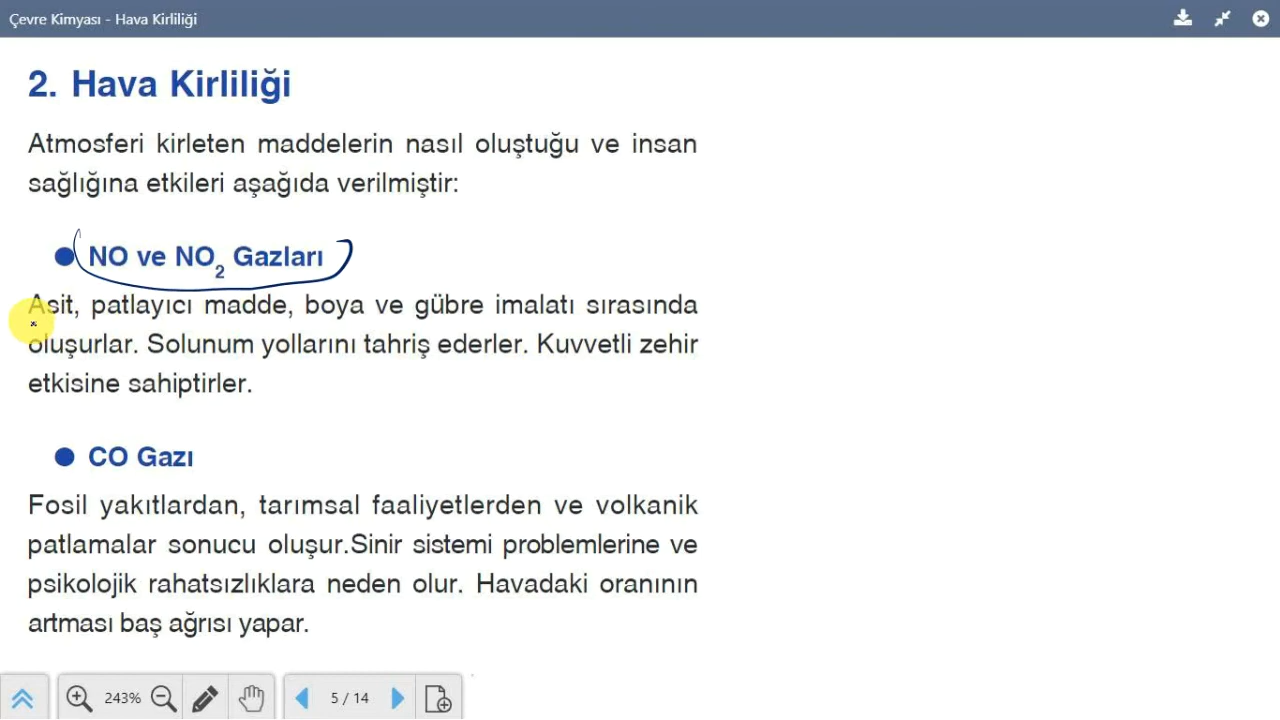 Çevre Kimyası - Hava Kirliliği
2. Hava Kirliliği
Atmosferi kirleten maddelerin nasıl oluştuğu ve insan
sağlığına etkileri aşağıda verilmiştir:
● NO ve NO₂ Gazları
Asit, patlayıcı madde, boya ve gübre imalatı sırasında
oluşurlar. Solunum yollarını tahriş ederler. Kuvvetli zehir
etkisine sahiptirler.
● CO Gazı
Fosil yakıtlardan, tarımsal faaliyetlerden ve volkanik
patlamalar sonucu oluşur.Sinir sistemi problemlerine ve
psikolojik rahatsızlıklara neden olur. Havadaki oranının
artması baş ağrısı yapar.
243%
5 / 14